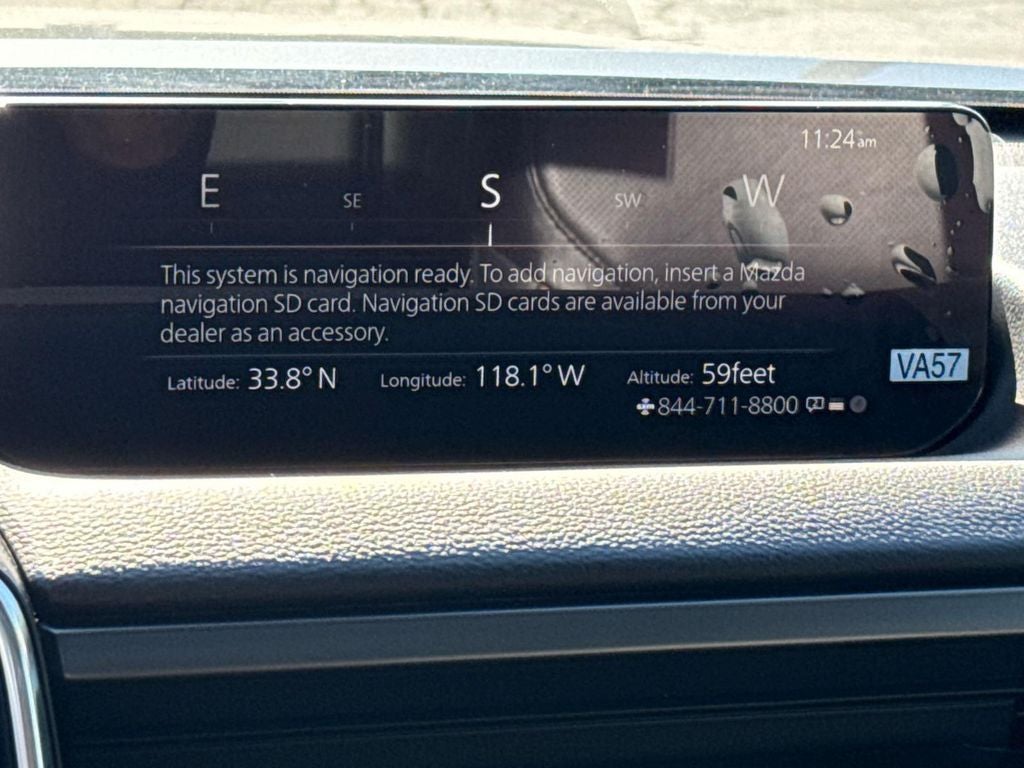 11:24am
E SE S SW W
This system is navigation ready. To add navigation, insert a Mazda
navigation SD card. Navigation SD cards are available from your
dealer as an accessory.
Latitude: 33.8° N Longitude: 118.1° W Altitude: 59feet
VA57
844-711-8800